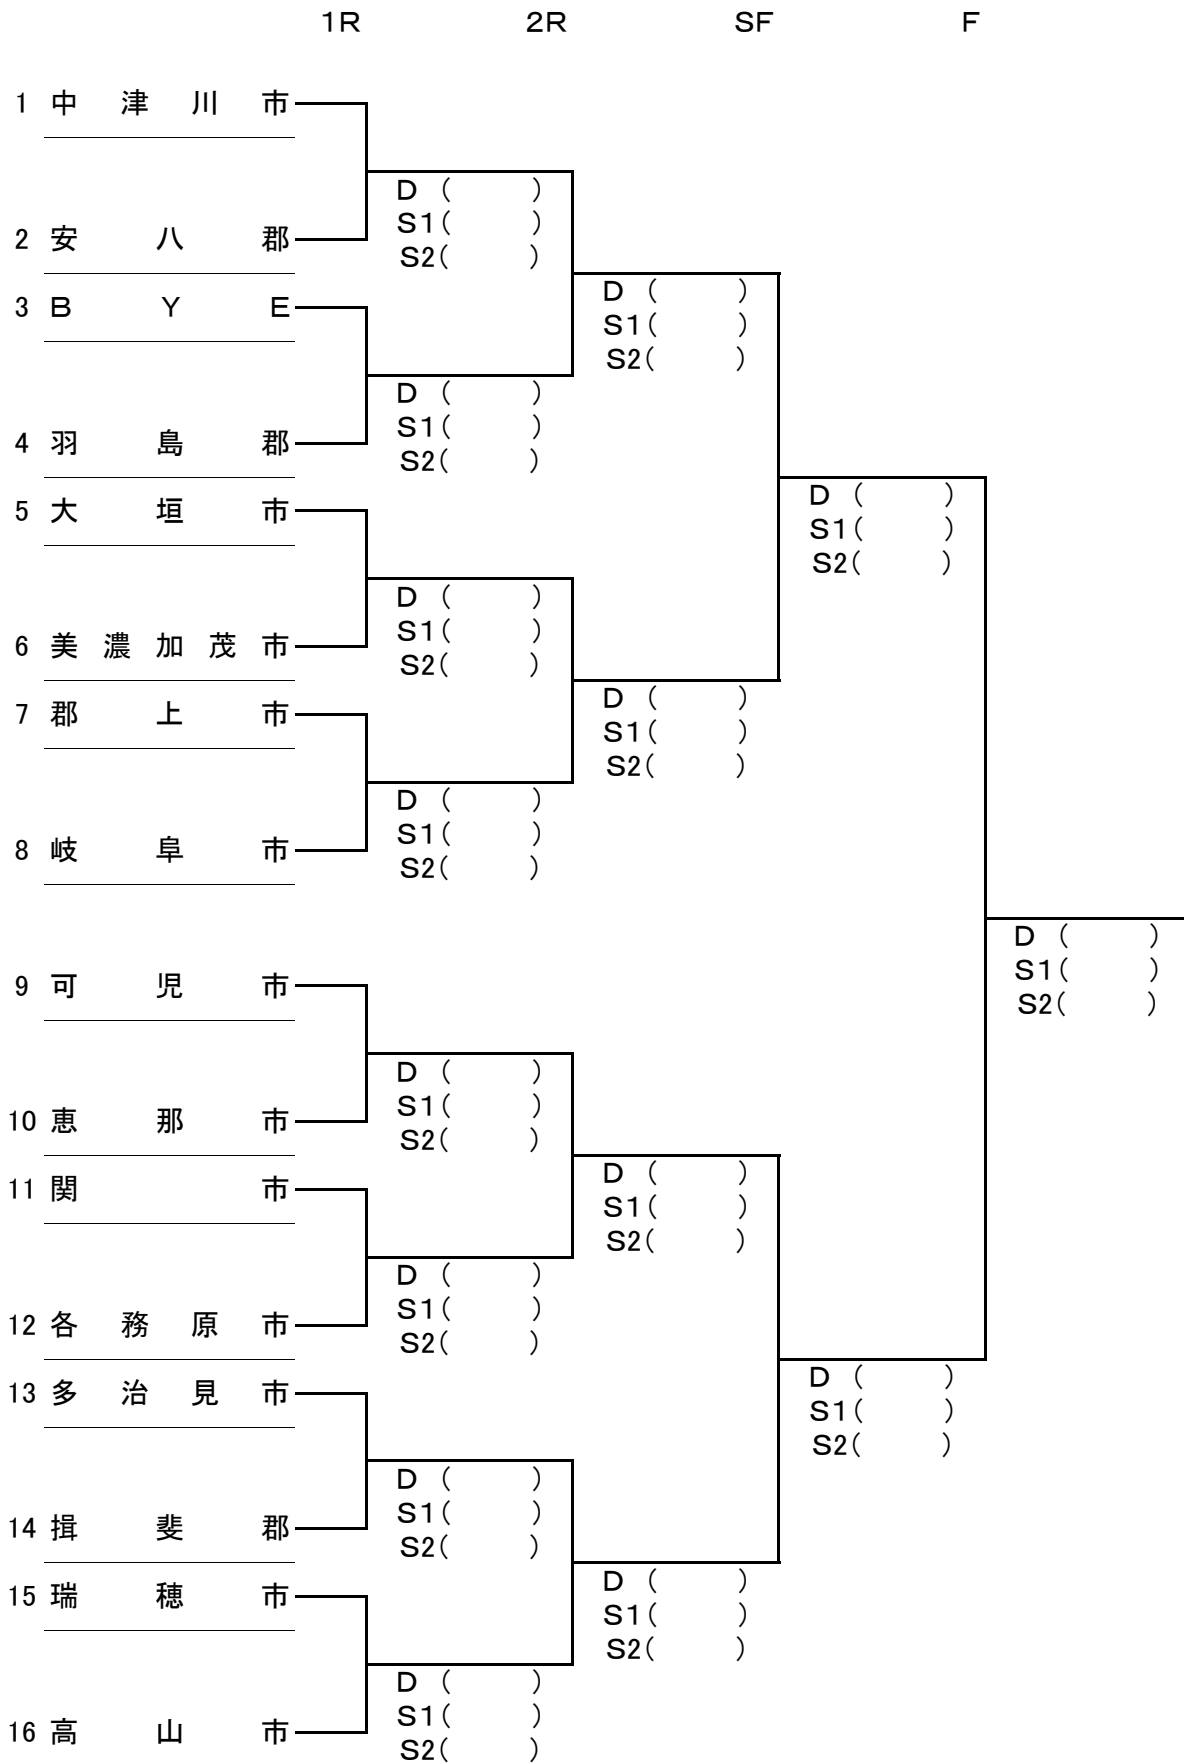 1R 2R SF F
1 中津川市
D ( )
S1( )
2 安八郡
S2( )
D ( )
3 BYE
S1( )
S2( )
D ( )
S1( )
4 羽島郡
S2( )
D ( )
5 大垣市
S1( )
S2( )
D ( )
S1( )
6 美濃加茂市
S2( )
D ( )
7 郡上市
S1( )
S2( )
D ( )
S1( )
8 岐阜市
S2( )
D ( )
S1( )
9 可児市
S2( )
D ( )
S1( )
10 恵那市
S2( )
D ( )
11 関市
S1( )
S2( )
D ( )
S1( )
12 各務原市
S2( )
D ( )
13 多治見市
S1( )
S2( )
D ( )
S1( )
14 揖斐郡
S2( )
D ( )
15 瑞穂市
S1( )
S2( )
D ( )
S1( )
16 高山市
S2( )